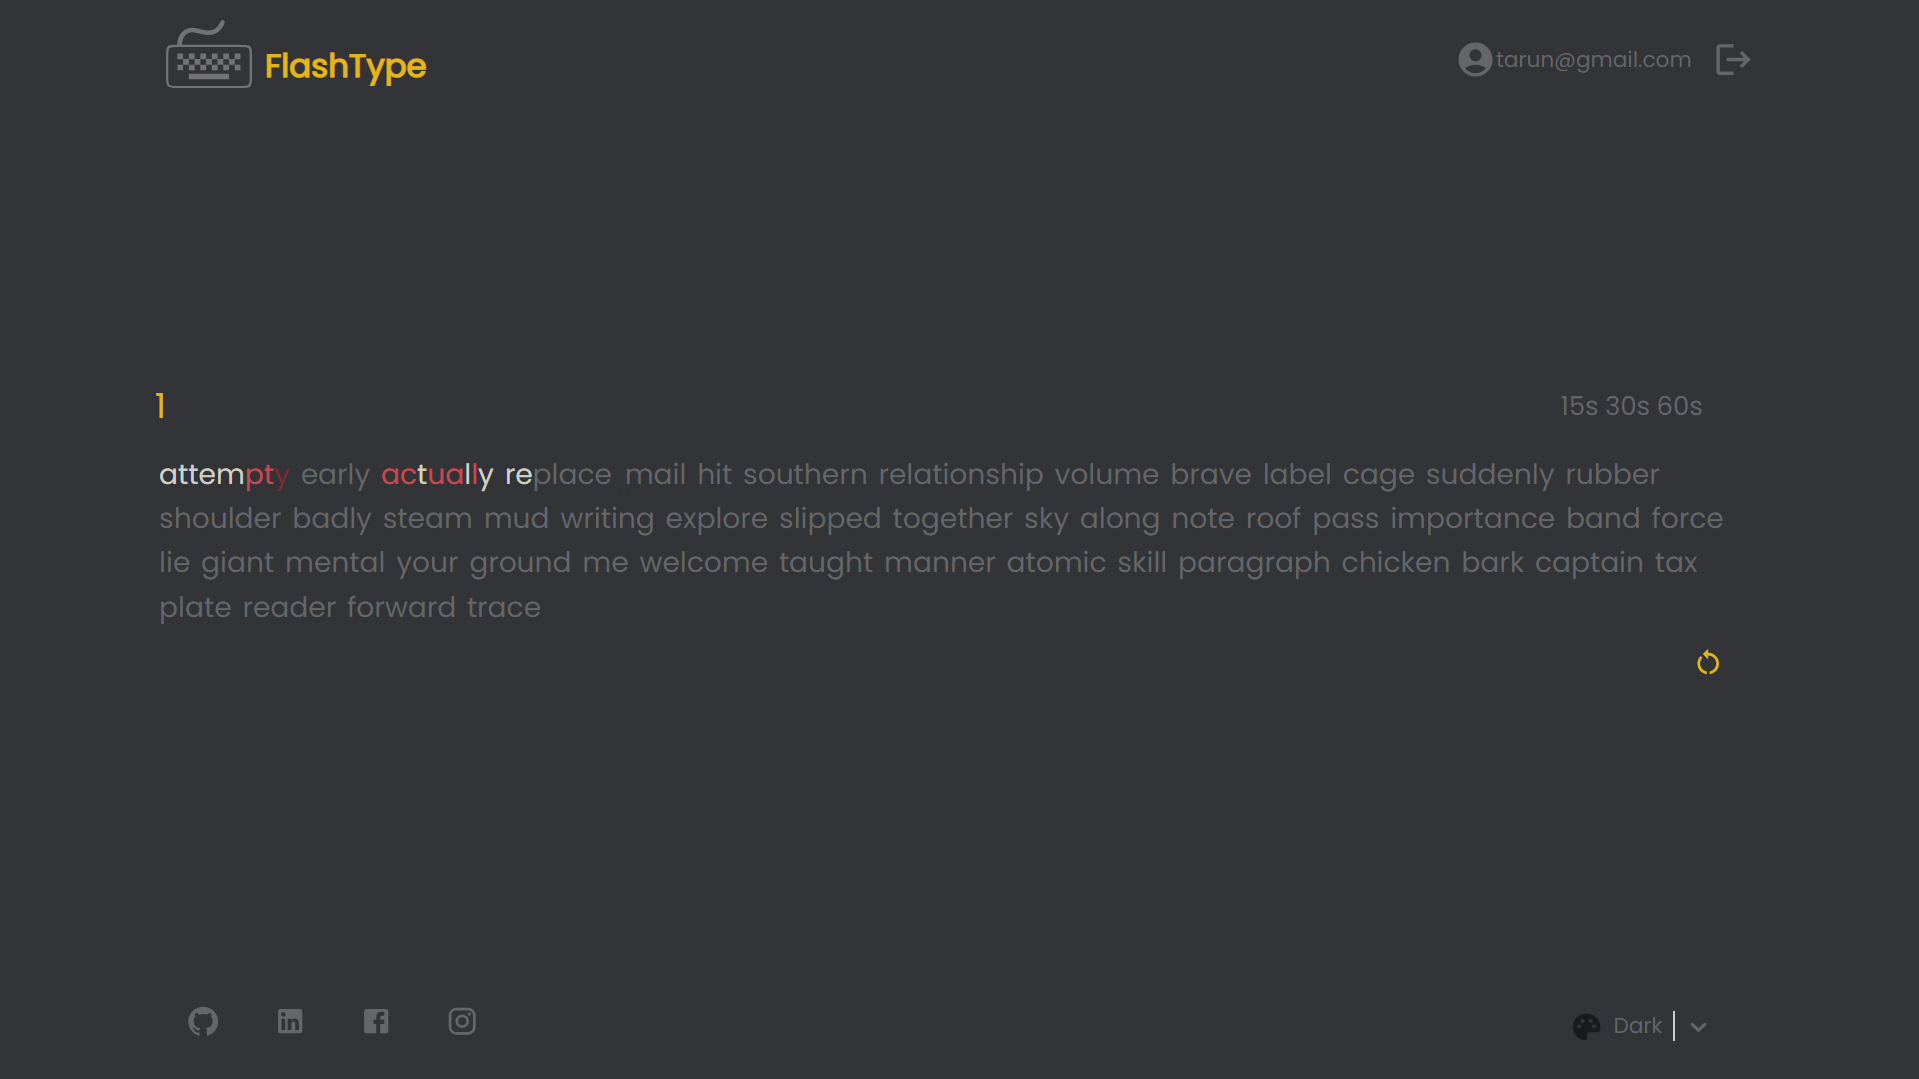 FlashType
tarun@gmail.com
1
15s 30s 60s
attempty early actually replace mail hit southern relationship volume brave label cage suddenly rubber
shoulder badly steam mud writing explore slipped together sky along note roof pass importance band force
lie giant mental your ground me welcome taught manner atomic skill paragraph chicken bark captain tax
plate reader forward trace
Dark